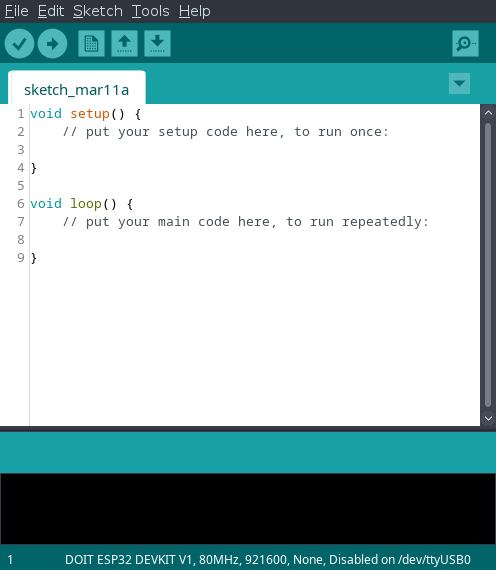 File Edit Sketch Tools Help
sketch_mar11a
1 void setup() {
2     // put your setup code here, to run once:
3
4 }
5
6 void loop() {
7     // put your main code here, to run repeatedly:
8
9 }
1 DOIT ESP32 DEVKIT V1, 80MHz, 921600, None, Disabled on /dev/ttyUSB0